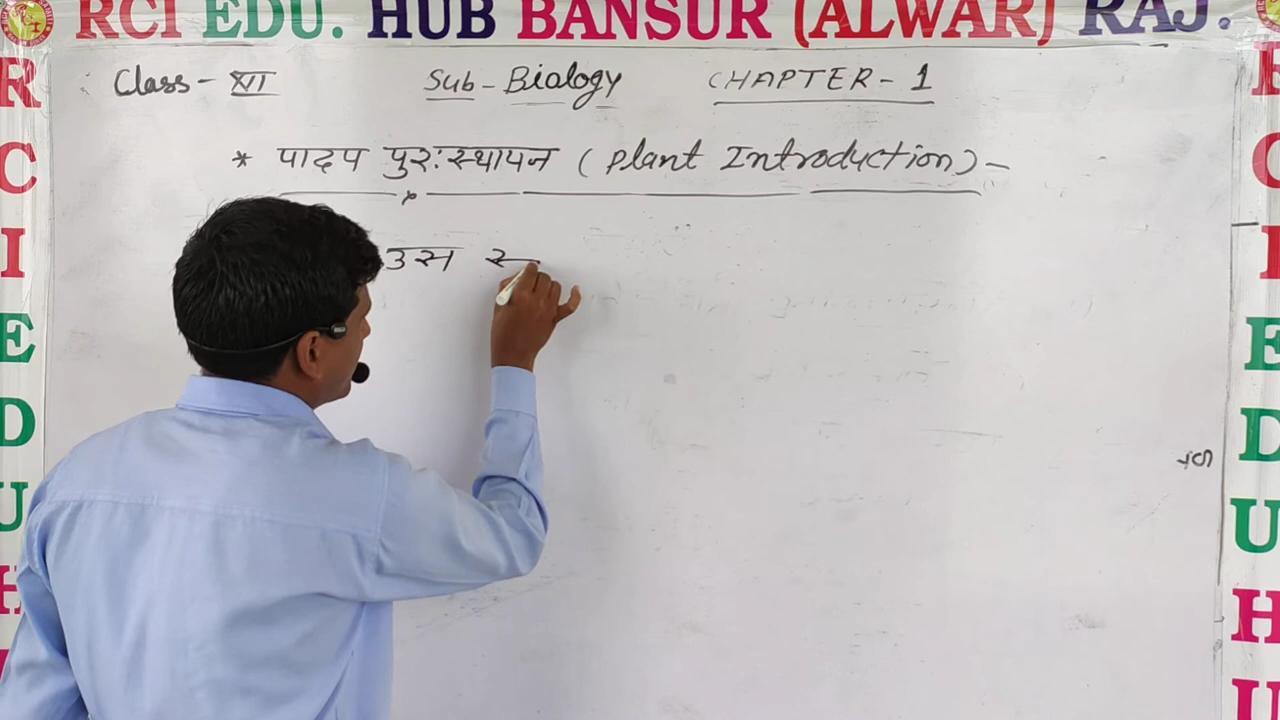 RCI EDU. HUB BANSUR (ALWAR) RAJ.
Class - XII Sub - Biology CHAPTER - 1
* पादप पुरःस्थापन ( Plant Introduction ) -
उस
R
C
I
E
D
U
H
R
C
I
E
D
U
H
U